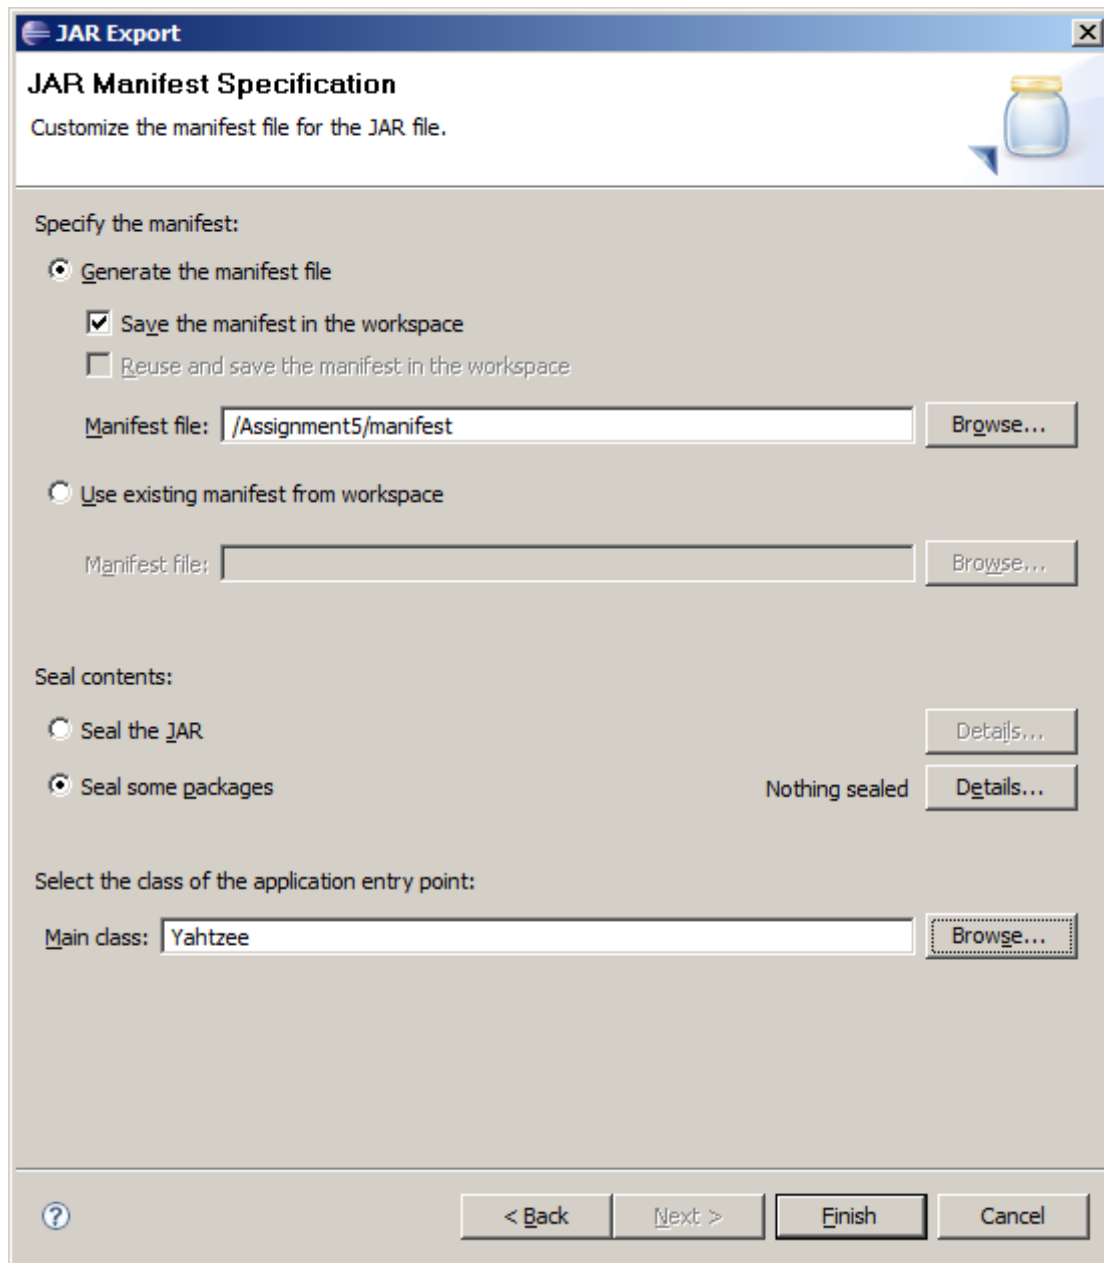 JAR Export
JAR Manifest Specification
Customize the manifest file for the JAR file.
Specify the manifest:
Generate the manifest file
Save the manifest in the workspace
Reuse and save the manifest in the workspace
Manifest file: /Assignment5/manifest Browse...
Use existing manifest from workspace
Manifest file: Browse...
Seal contents:
Seal the JAR Details...
Seal some packages Nothing sealed Details...
Select the class of the application entry point:
Main class: Yahtzee Browse...
? < Back Next > Finish Cancel